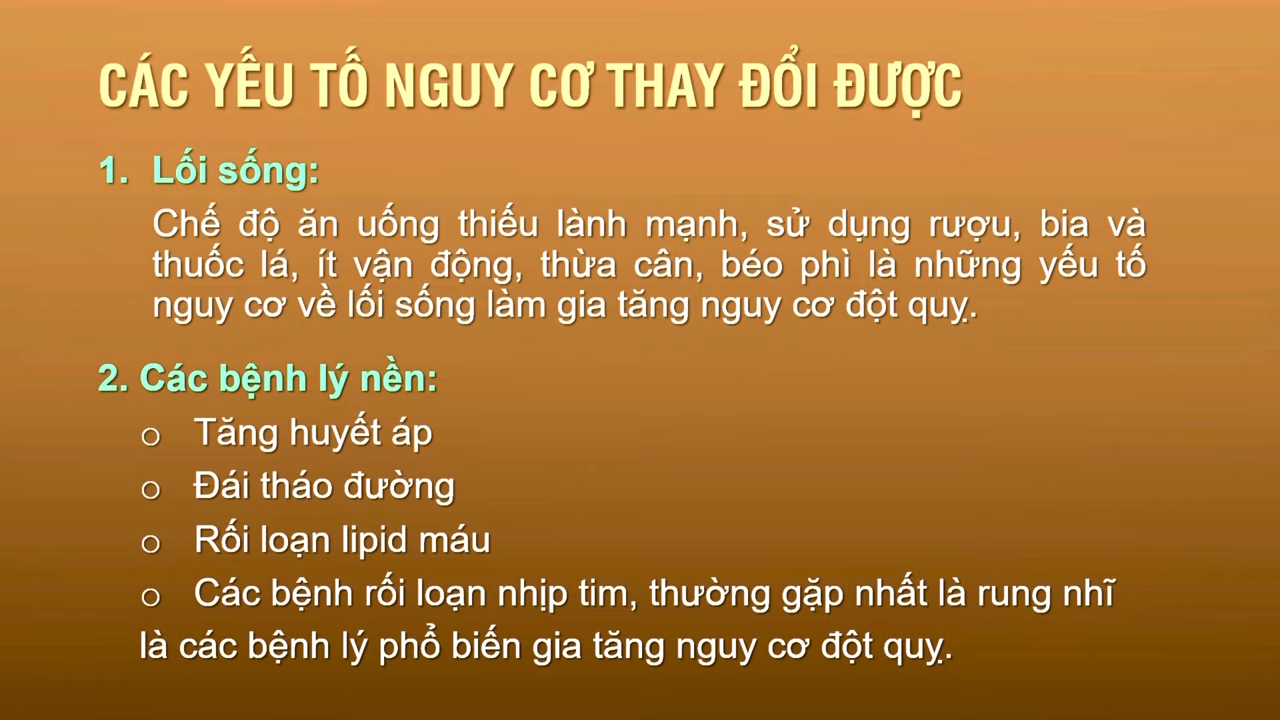 CÁC YẾU TỐ NGUY CƠ THAY ĐỔI ĐƯỢC
1. Lối sống:
Chế độ ăn uống thiếu lành mạnh, sử dụng rượu, bia và
thuốc lá, ít vận động, thừa cân, béo phì là những yếu tố
nguy cơ về lối sống làm gia tăng nguy cơ đột quỵ.
2. Các bệnh lý nền:
o Tăng huyết áp
o Đái tháo đường
o Rối loạn lipid máu
o Các bệnh rối loạn nhịp tim, thường gặp nhất là rung nhĩ
là các bệnh lý phổ biến gia tăng nguy cơ đột quỵ.